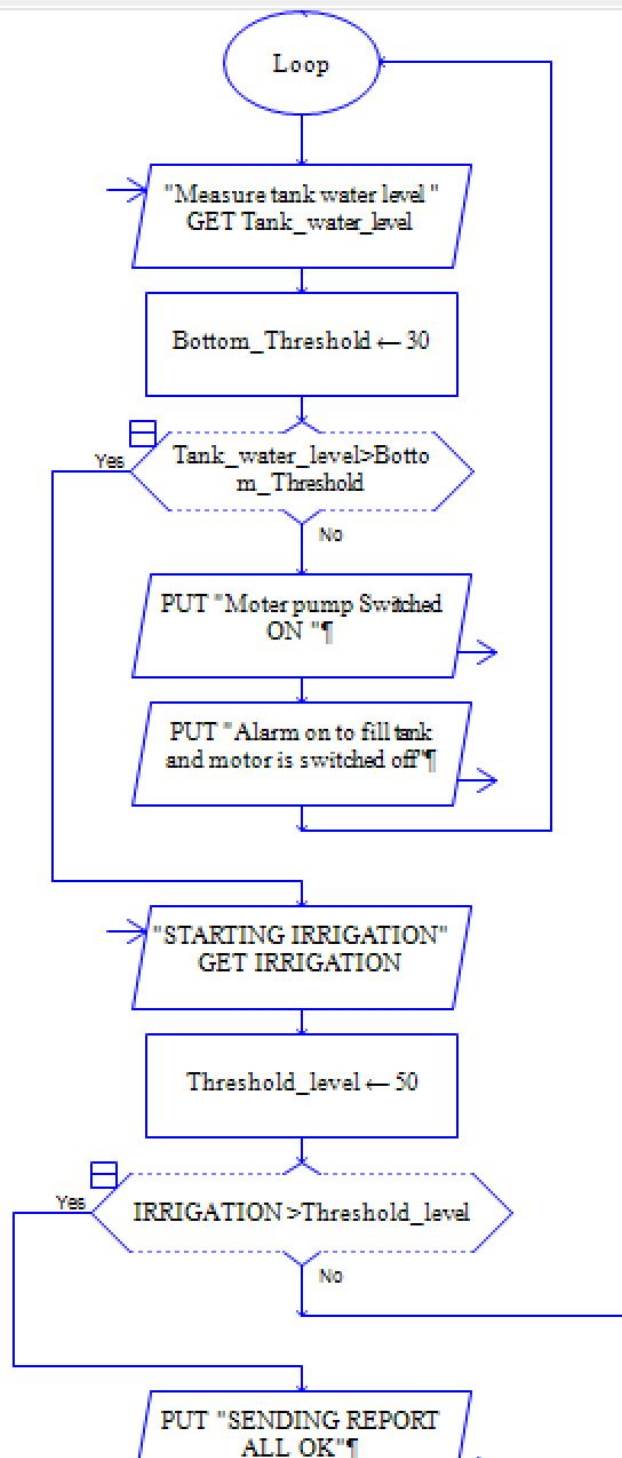 Loop
"Measure tank water level "
GET Tank_water_level
Bottom_Threshold ← 30
Tank_water_level>Botto
m_Threshold
Yes
No
PUT "Moter pump Switched
ON "¶
PUT "Alarm on to fill tank
and motor is switched off"¶
"STARTING IRRIGATION"
GET IRRIGATION
Threshold_level ← 50
IRRIGATION >Threshold_level
Yes
No
PUT "SENDING REPORT
ALL OK"¶